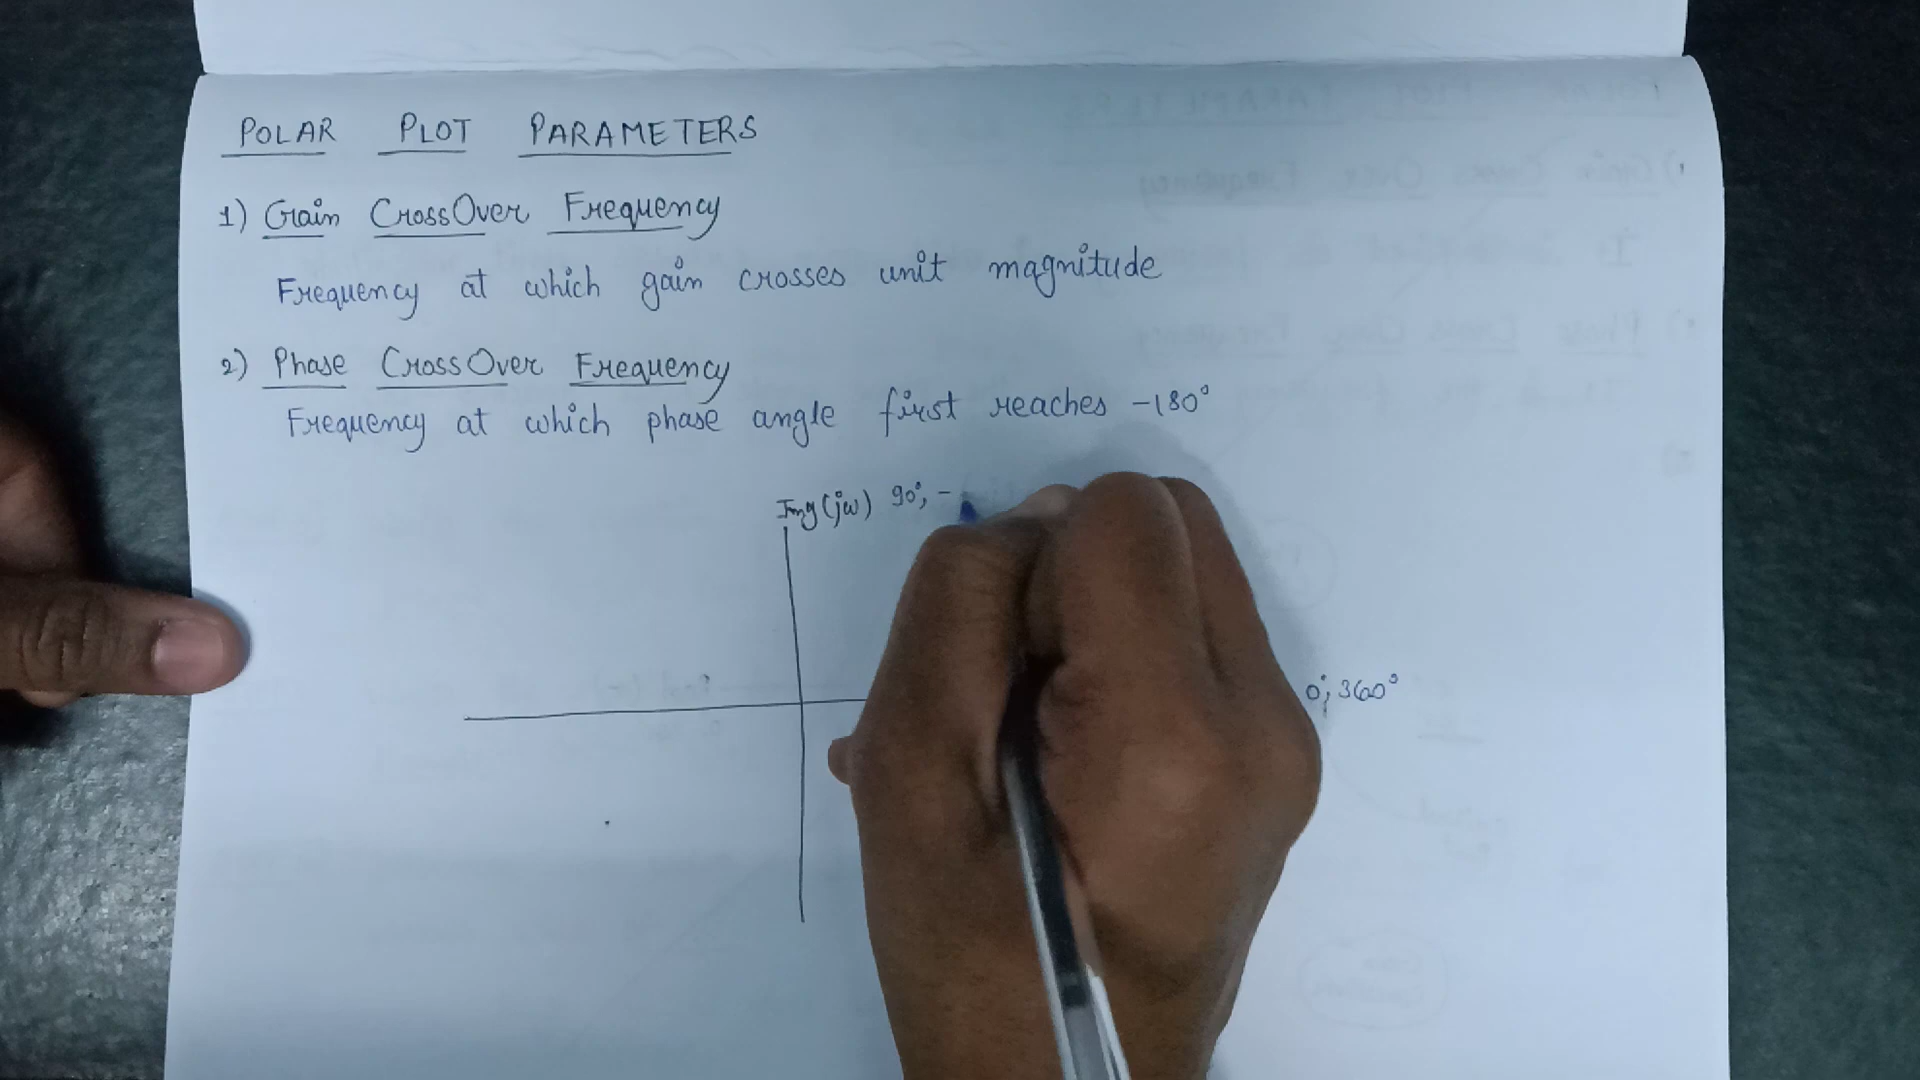 POLAR PLOT PARAMETERS
1) Gain CrossOver Frequency
Frequency at which gain crosses unit magnitude
2) Phase CrossOver Frequency
Frequency at which phase angle first reaches -180°
Img(jw) 90°, -
0°, 360°